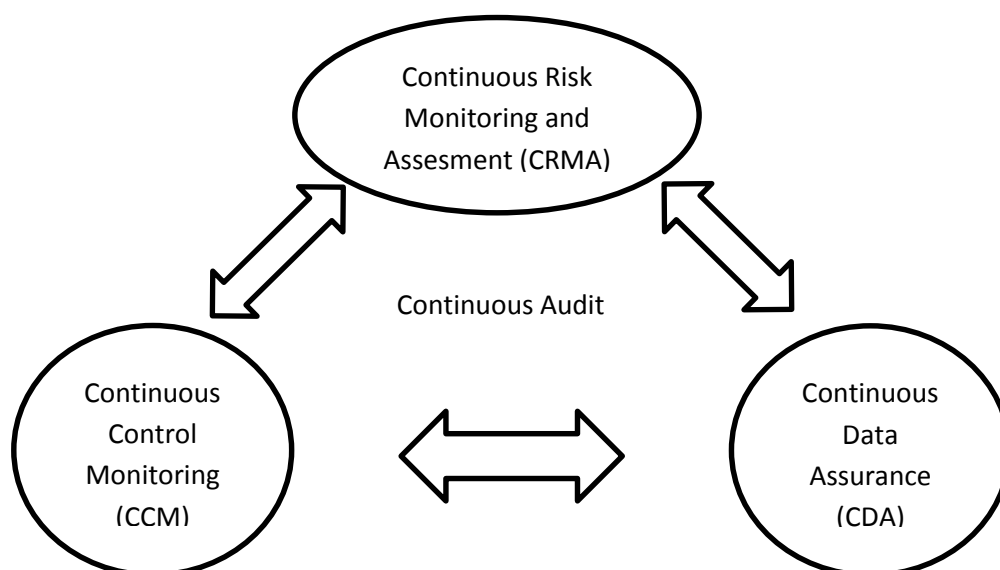 Continuous Risk
Monitoring and
Assesment (CRMA)
Continuous Audit
Continuous
Control
Monitoring
(CCM)
Continuous
Data
Assurance
(CDA)